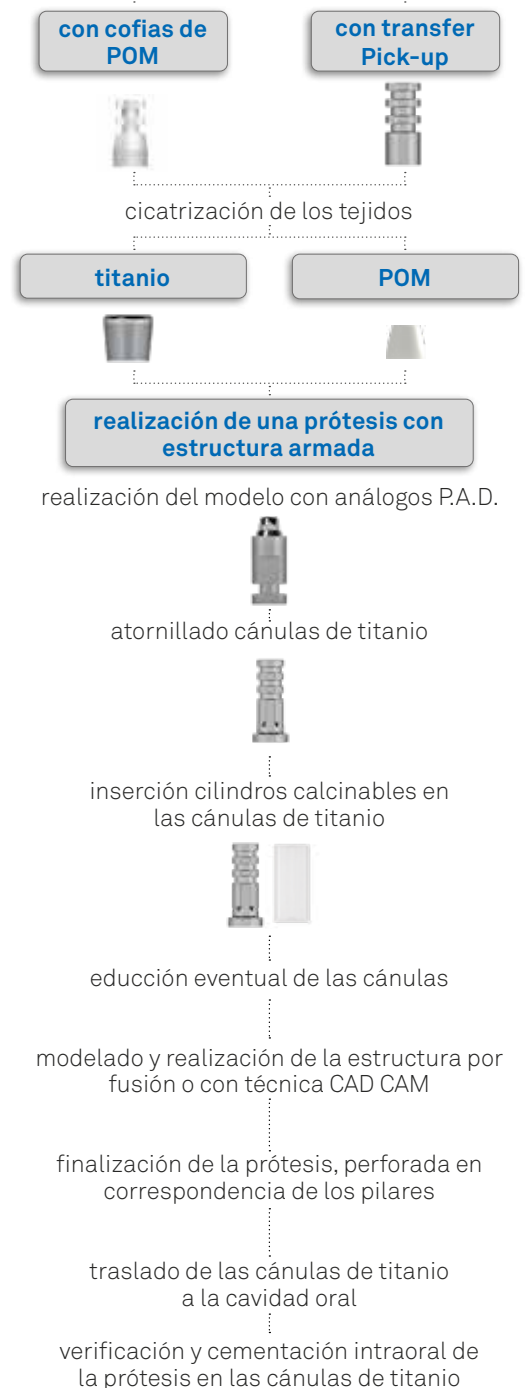 con cofias de
POM
con transfer
Pick-up
cicatrización de los tejidos
titanio
POM
realización de una prótesis con
estructura armada
realización del modelo con análogos P.A.D.
atornillado cánulas de titanio
inserción cilindros calcinables en
las cánulas de titanio
educción eventual de las cánulas
modelado y realización de la estructura por
fusión o con técnica CAD CAM
finalización de la prótesis, perforada en
correspondencia de los pilares
traslado de las cánulas de titanio
a la cavidad oral
verificación y cementación intraoral de
la prótesis en las cánulas de titanio